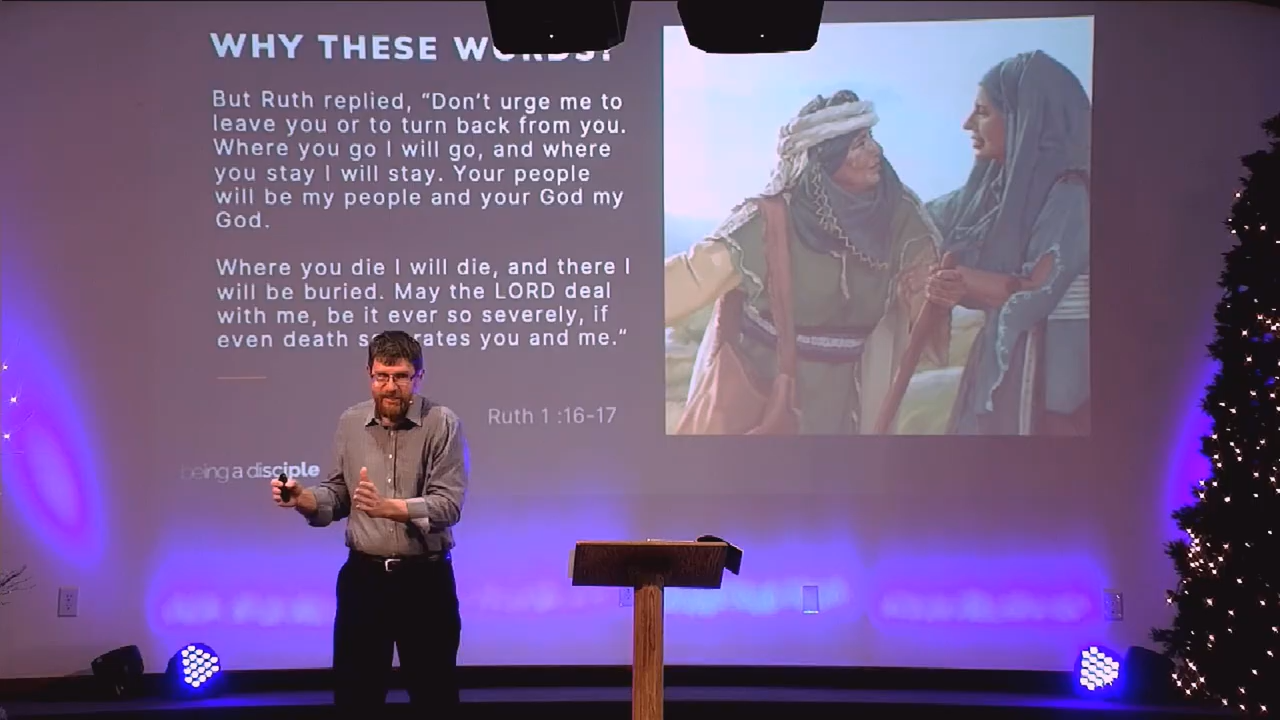 WHY THESE WORDS?
But Ruth replied, “Don’t urge me to
leave you or to turn back from you.
Where you go I will go, and where
you stay I will stay. Your people
will be my people and your God my
God.
Where you die I will die, and there I
will be buried. May the LORD deal
with me, be it ever so severely, if
even death separates you and me.”
Ruth 1 :16-17
being a disciple